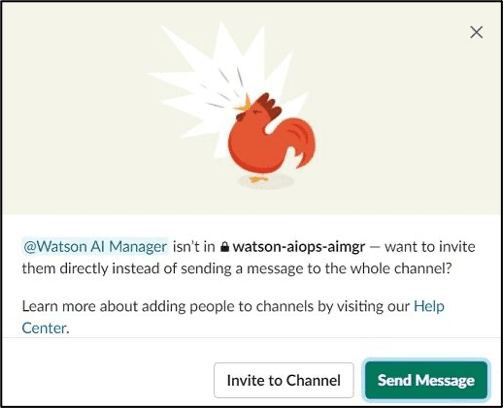 @Watson AI Manager isn't in watson-aiops-aimgr — want to invite
them directly instead of sending a message to the whole channel?
Learn more about adding people to channels by visiting our Help
Center.
Invite to Channel Send Message